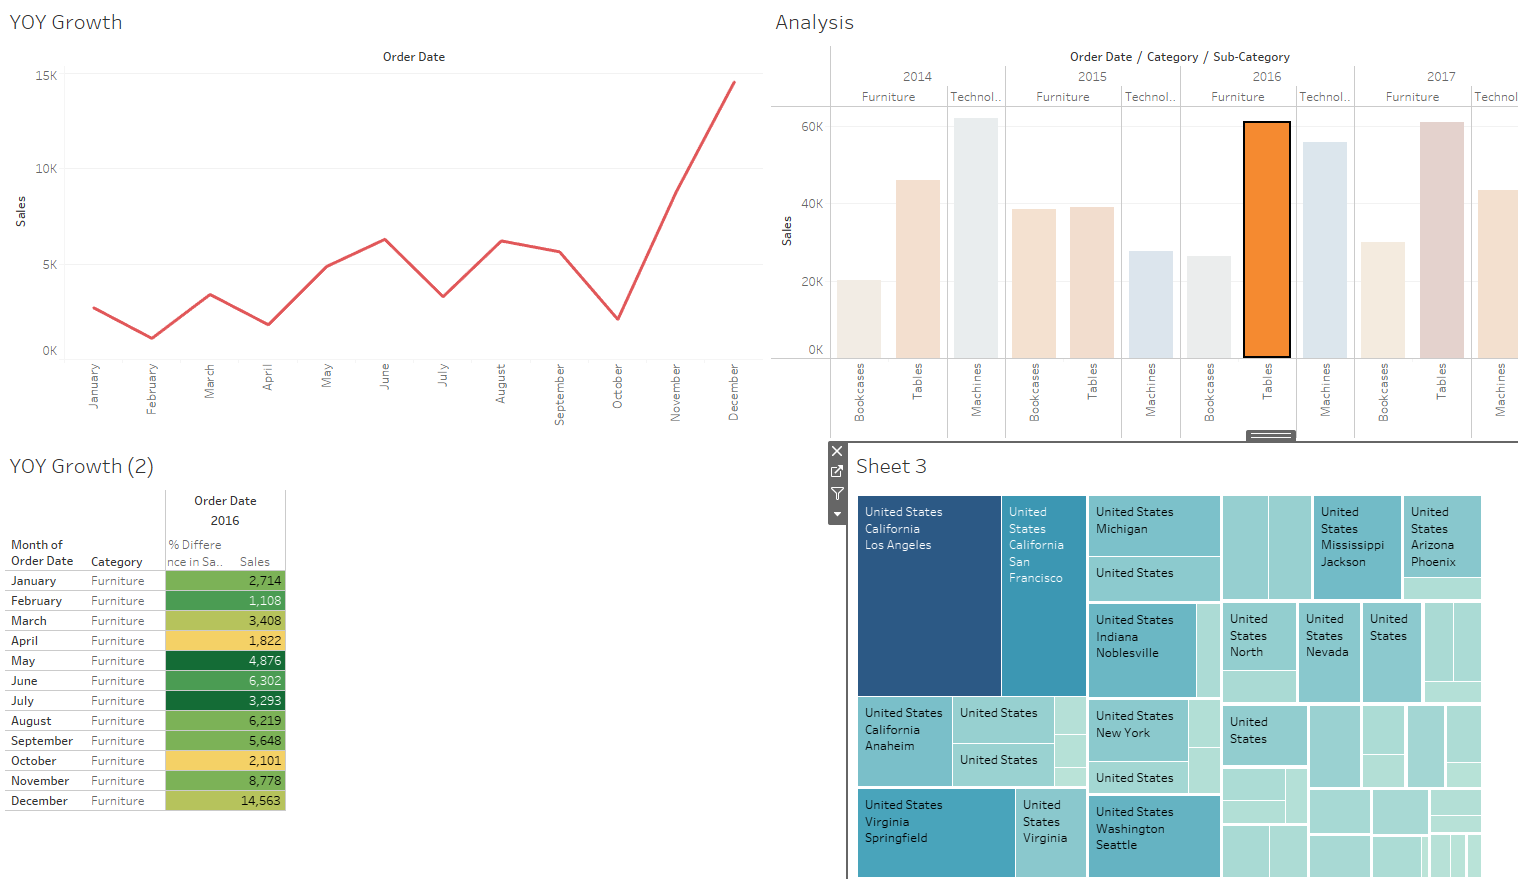 YOY Growth
Order Date
15K
10K
5K
0K
Sales
January
February
March
April
May
June
July
August
September
October
November
December
Analysis
Order Date / Category / Sub-Category
2014
2015
2016
2017
Furniture
Technol..
Furniture
Technol..
Furniture
Technol..
Furniture
Technol
60K
40K
20K
0K
Sales
Bookcases
Tables
Machines
Bookcases
Tables
Machines
Bookcases
Tables
Machines
Bookcases
Tables
Machines
YOY Growth (2)
Order Date
2016
Month of
Order Date
Category
% Differe
nce in Sa..
Sales
January Furniture 2,714
February Furniture 1,108
March Furniture 3,408
April Furniture 1,822
May Furniture 4,876
June Furniture 6,302
July Furniture 3,293
August Furniture 6,219
September Furniture 5,648
October Furniture 2,101
November Furniture 8,778
December Furniture 14,563
Sheet 3
United States
California
Los Angeles
United
States
California
San
Francisco
United States
Michigan
United States
United
States
Mississippi
Jackson
United
States
Arizona
Phoenix
United States
Indiana
Noblesville
United
States
North
United
States
Nevada
United
States
United States
California
Anaheim
United States
United States
United States
New York
United States
United
States
United States
Virginia
Springfield
United
States
Virginia
United States
Washington
Seattle